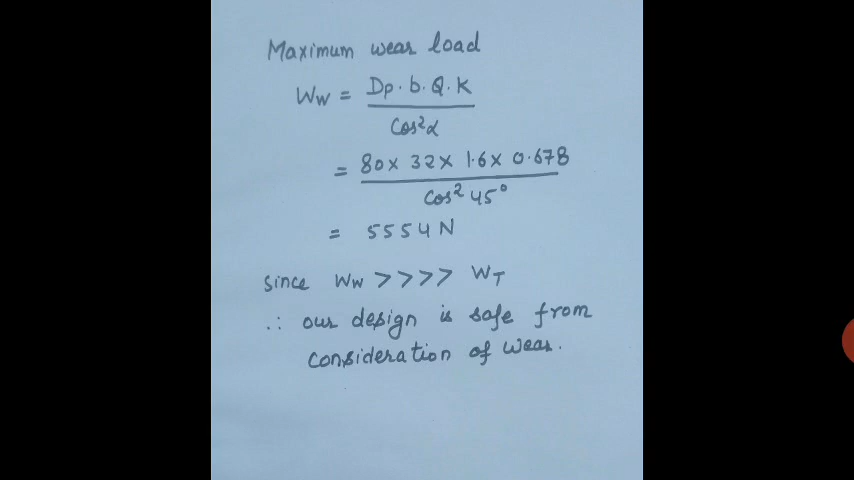 Maximum wear load
Ww = Dp. b. Q. K
Cos²α
= 80 x 32 x 1.6 x 0.678
Cos² 45°
= 5554 N
since Ww >>>> WT
∴ our design is safe from
consideration of wear.